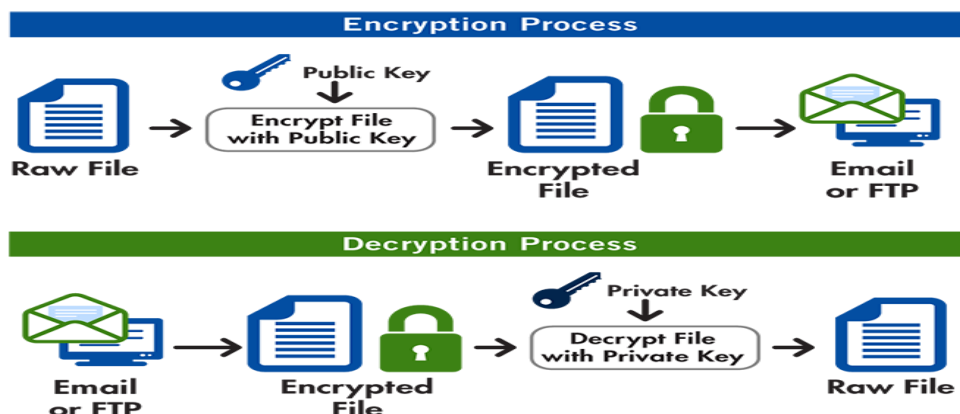 Encryption Process
Public Key
Encrypt File
with Public Key
Raw File
Encrypted
File
Email
or FTP
Decryption Process
Private Key
Decrypt File
with Private Key
Email
or FTP
Encrypted
File
Raw File